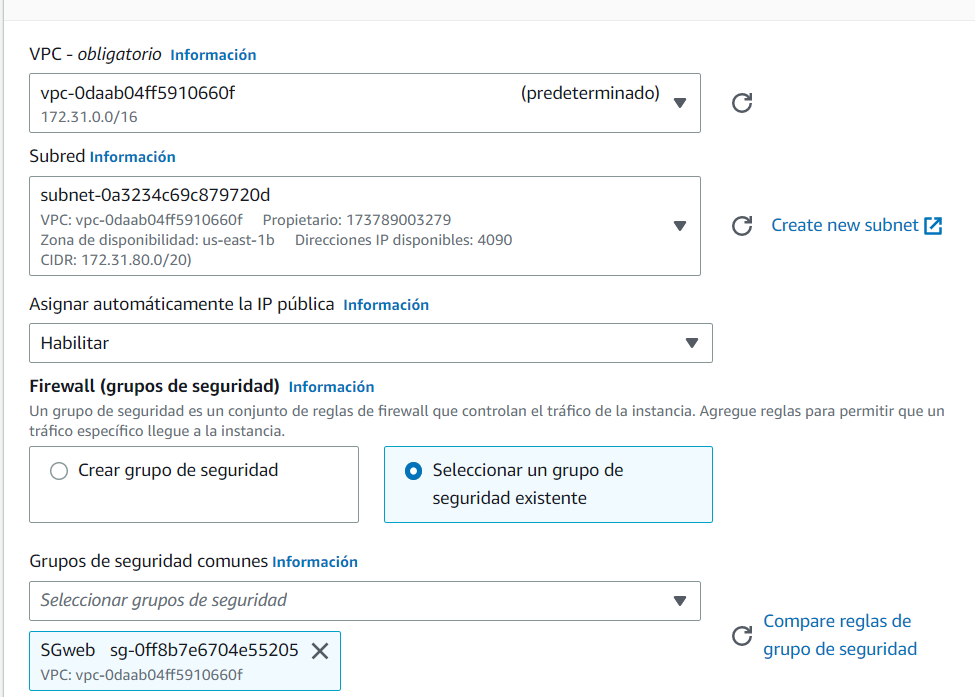 VPC - obligatorio Información
vpc-0daab04ff5910660f (predeterminado)
172.31.0.0/16
Subred Información
subnet-0a3234c69c879720d
VPC: vpc-0daab04ff5910660f Propietario: 173789003279
Zona de disponibilidad: us-east-1b Direcciones IP disponibles: 4090
CIDR: 172.31.80.0/20)
Create new subnet
Asignar automáticamente la IP pública Información
Habilitar
Firewall (grupos de seguridad) Información
Un grupo de seguridad es un conjunto de reglas de firewall que controlan el tráfico de la instancia. Agregue reglas para permitir que un
tráfico específico llegue a la instancia.
Crear grupo de seguridad
Seleccionar un grupo de
seguridad existente
Grupos de seguridad comunes Información
Seleccionar grupos de seguridad
SGweb sg-0ff8b7e6704e55205
VPC: vpc-0daab04ff5910660f
Compare reglas de
grupo de seguridad